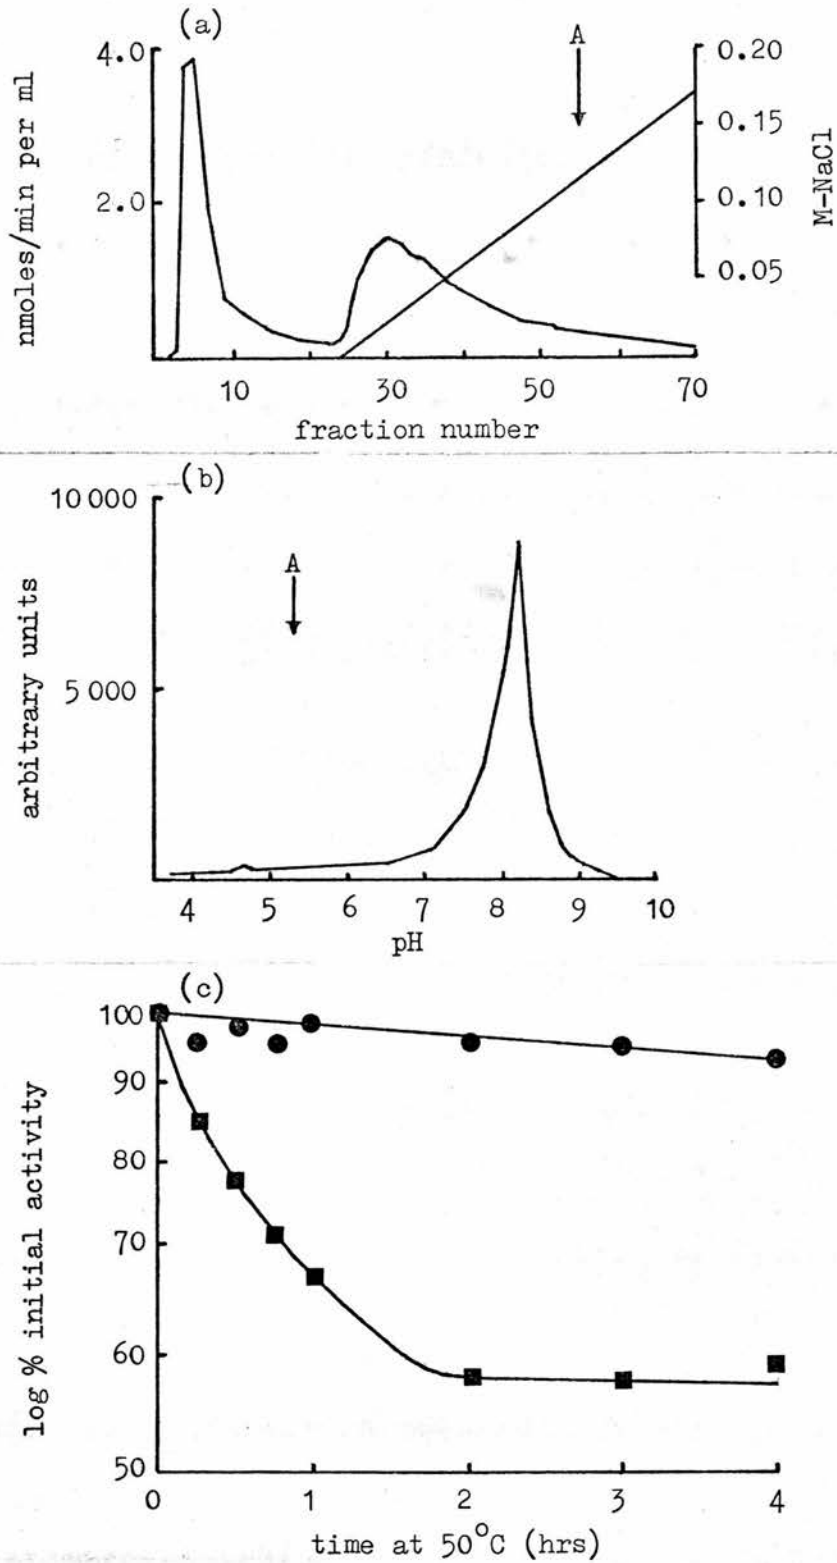 (a)
A
4.0
2.0
nmoles/min per ml
0.20
0.15
0.10
0.05
M-NaCl
10 30 50 70
fraction number
(b)
A
10 000
5 000
arbitrary units
4 5 6 7 8 9 10
pH
(c)
100
90
80
70
60
50
log % initial activity
0 1 2 3 4
time at 50°C (hrs)